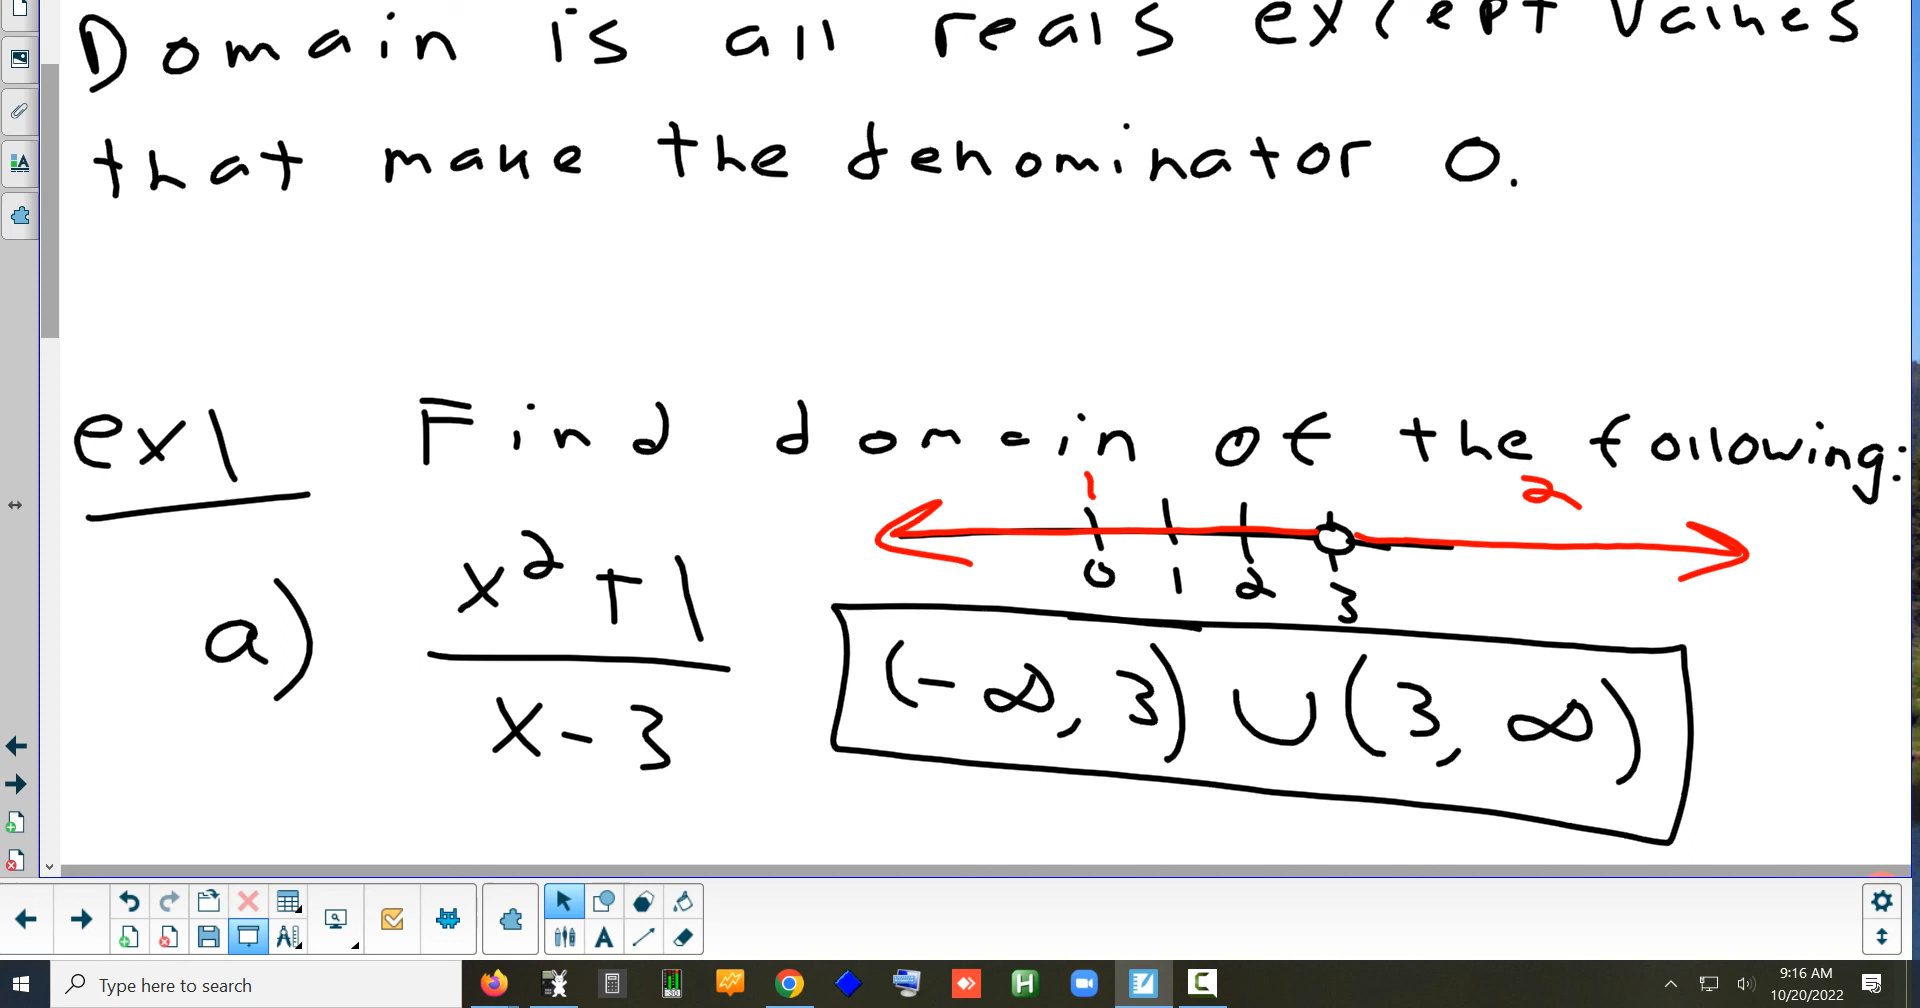 Domain is all reals except values
that make the denominator 0.
ex1 Find domain of the following:
1 2
0 1 2 3
a) x²+1
x-3
(-∞, 3) ∪ (3, ∞)
Type here to search
9:16 AM
10/20/2022